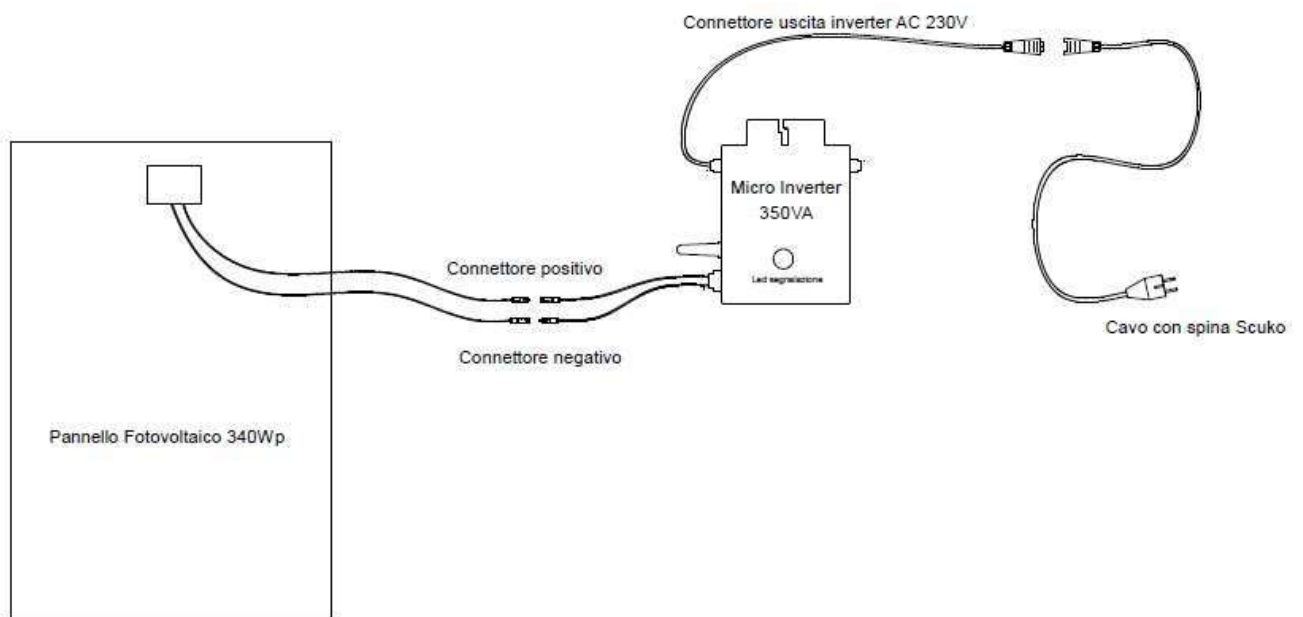 Connettore uscita inverter AC 230V
Micro Inverter
350VA
Led segnalazione
Connettore positivo
Connettore negativo
Cavo con spina Scuko
Pannello Fotovoltaico 340Wp